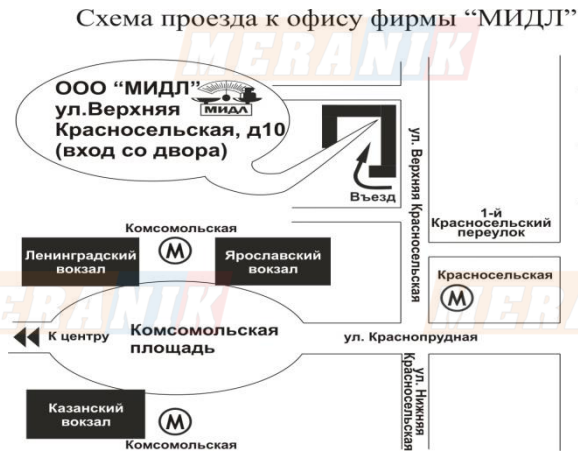 Схема проезда к офису фирмы “МИДЛ”
MERANIK
ООО “МИДЛ”
МИДЛ
ул.Верхняя
Красносельская, д10
(вход со двора)
Въезд
ул. Верхняя Красносельская
1-й
Красносельский
переулок
Комсомольская
М
Ленинградский
вокзал
Ярославский
вокзал
Красносельская
М
MERANIK
MER
К центру
Комсомольская
площадь
ул. Краснопрудная
ул. Нижняя
Красносельская
Казанский
вокзал
М
Комсомольская